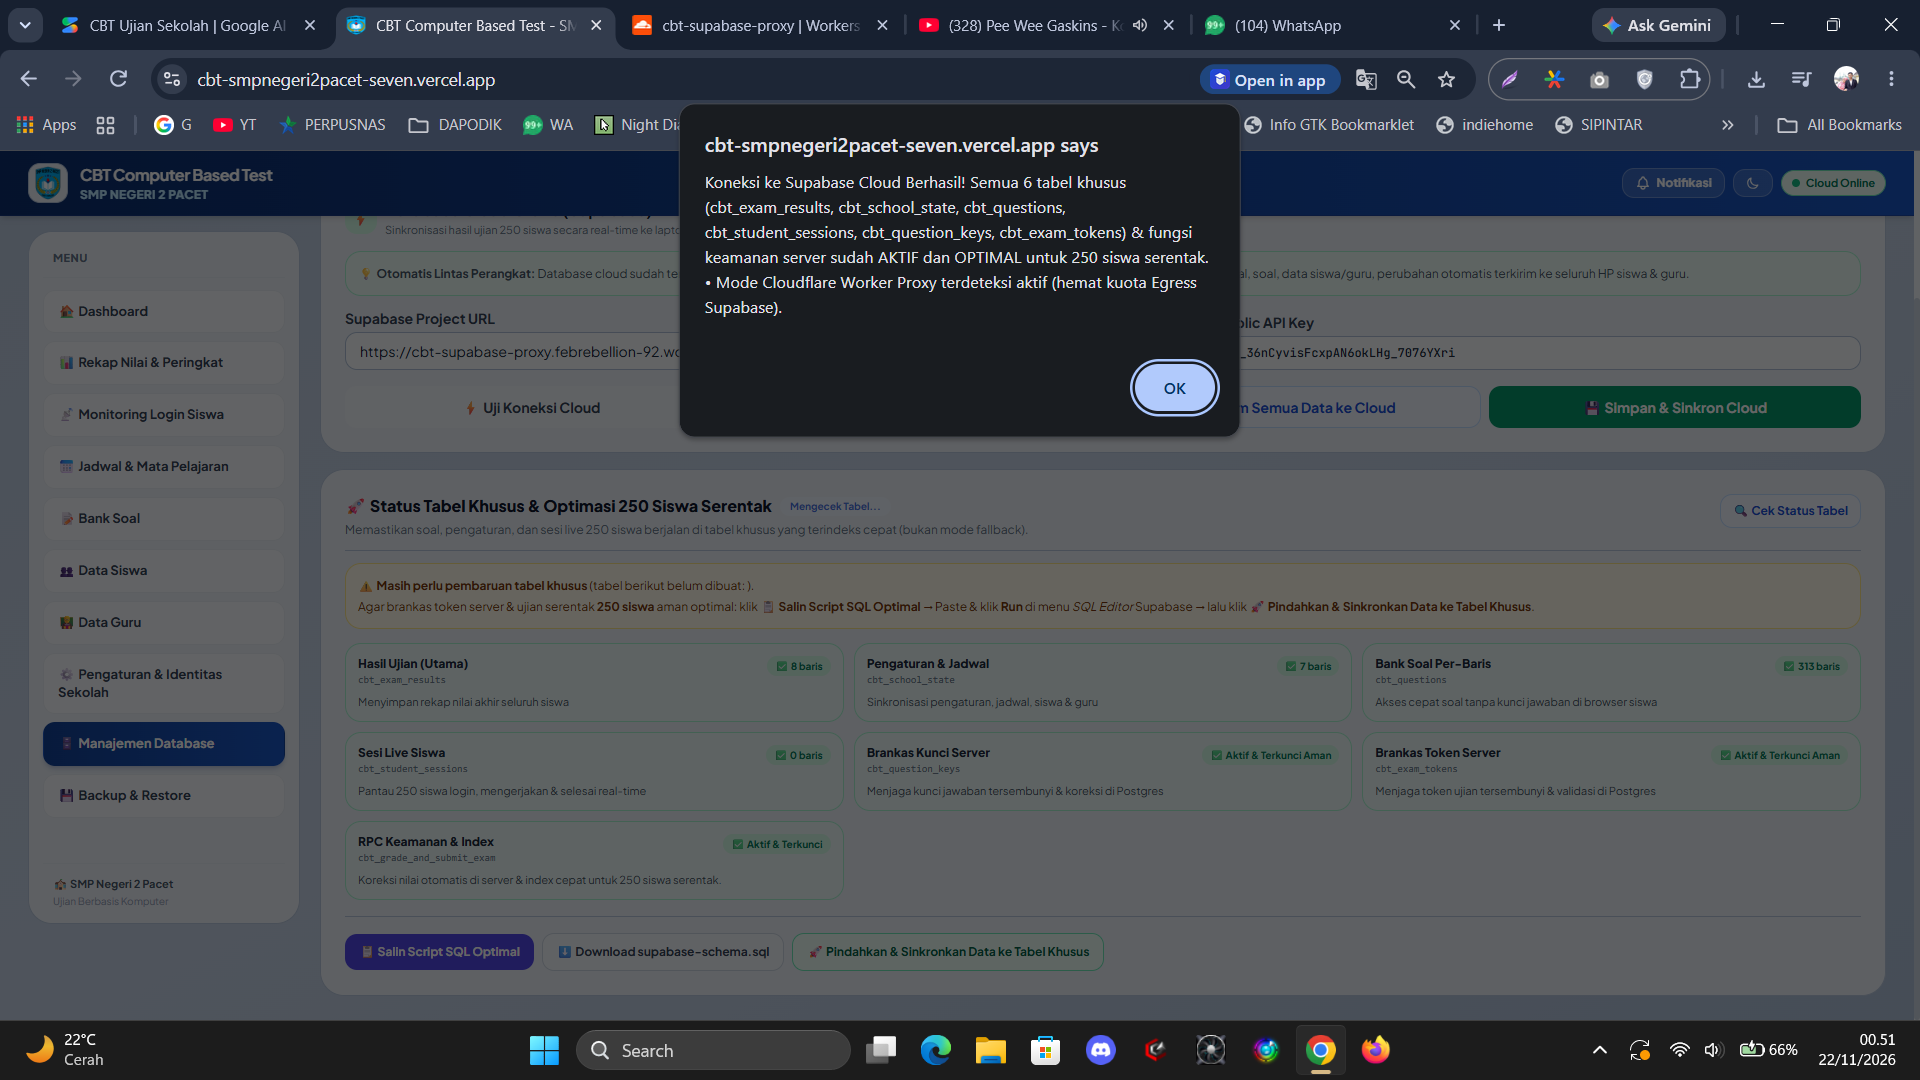 CBT Ujian Sekolah | Google AI
CBT Computer Based Test - SM
cbt-supabase-proxy | Workers
(328) Pee Wee Gaskins - Ko
(104) WhatsApp
Ask Gemini
cbt-smpnegeri2pacet-seven.vercel.app
Open in app
Apps
G
YT
PERPUSNAS
DAPODIK
WA
Night Di
Info GTK Bookmarklet
indiehome
SIPINTAR
All Bookmarks
cbt-smpnegeri2pacet-seven.vercel.app says
Koneksi ke Supabase Cloud Berhasil! Semua 6 tabel khusus
(cbt_exam_results, cbt_school_state, cbt_questions,
cbt_student_sessions, cbt_question_keys, cbt_exam_tokens) & fungsi
keamanan server sudah AKTIF dan OPTIMAL untuk 250 siswa serentak.
• Mode Cloudflare Worker Proxy terdeteksi aktif (hemat kuota Egress
Supabase).
OK
CBT Computer Based Test
SMP NEGERI 2 PACET
Notifikasi
Cloud Online
MENU
Dashboard
Rekap Nilai & Peringkat
Monitoring Login Siswa
Jadwal & Mata Pelajaran
Bank Soal
Data Siswa
Data Guru
Pengaturan & Identitas
Sekolah
Manajemen Database
Backup & Restore
SMP Negeri 2 Pacet
Ujian Berbasis Komputer
Sinkronisasi hasil ujian 250 siswa secara real-time ke lapto
Otomatis Lintas Perangkat: Database cloud sudah te
al, soal, data siswa/guru, perubahan otomatis terkirim ke seluruh HP siswa & guru.
Supabase Project URL
blic API Key
https://cbt-supabase-proxy.febrebellion-92.wo
_36nCyvisFcxpAN6okLHg_7076YXri
Uji Koneksi Cloud
m Semua Data ke Cloud
Simpan & Sinkron Cloud
Status Tabel Khusus & Optimasi 250 Siswa Serentak
Mengecek Tabel...
Cek Status Tabel
Memastikan soal, pengaturan, dan sesi live 250 siswa berjalan di tabel khusus yang terindeks cepat (bukan mode fallback).
Masih perlu pembaruan tabel khusus (tabel berikut belum dibuat: ).
Agar brankas token server & ujian serentak 250 siswa aman optimal: klik Salin Script SQL Optimal → Paste & klik Run di menu SQL Editor Supabase → lalu klik Pindahkan & Sinkronkan Data ke Tabel Khusus.
Hasil Ujian (Utama)
8 baris
cbt_exam_results
Menyimpan rekap nilai akhir seluruh siswa
Pengaturan & Jadwal
7 baris
cbt_school_state
Sinkronisasi pengaturan, jadwal, siswa & guru
Bank Soal Per-Baris
313 baris
cbt_questions
Akses cepat soal tanpa kunci jawaban di browser siswa
Sesi Live Siswa
0 baris
cbt_student_sessions
Pantau 250 siswa login, mengerjakan & selesai real-time
Brankas Kunci Server
Aktif & Terkunci Aman
cbt_question_keys
Menjaga kunci jawaban tersembunyi & koreksi di Postgres
Brankas Token Server
Aktif & Terkunci Aman
cbt_exam_tokens
Menjaga token ujian tersembunyi & validasi di Postgres
RPC Keamanan & Index
Aktif & Terkunci
cbt_grade_and_submit_exam
Koreksi nilai otomatis di server & index cepat untuk 250 siswa serentak.
Salin Script SQL Optimal
Download supabase-schema.sql
Pindahkan & Sinkronkan Data ke Tabel Khusus
22°C
Cerah
Search
66%
00.51
22/11/2026